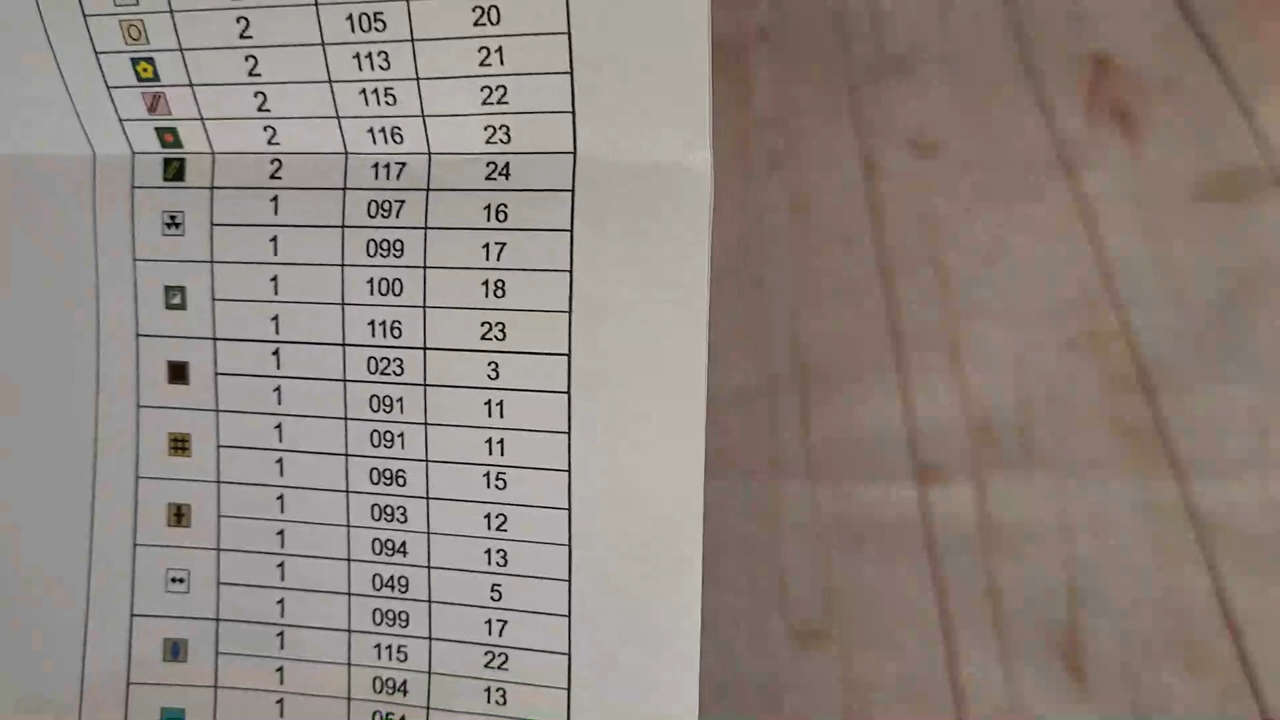 2 105 20
2 113 21
2 115 22
2 116 23
2 117 24
1 097 16
1 099 17
1 100 18
1 116 23
1 023 3
1 091 11
1 091 11
1 096 15
1 093 12
1 094 13
1 049 5
1 099 17
1 115 22
1 094 13
1